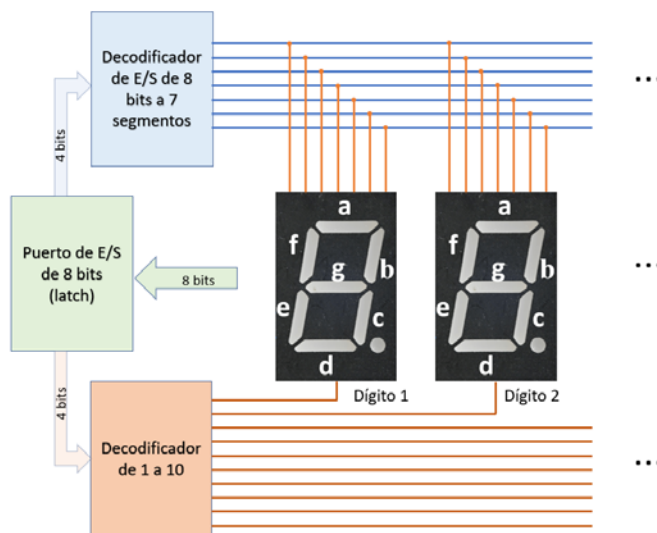 Decodificador
de E/S de 8
bits a 7
segmentos
4 bits
Puerto de E/S
de 8 bits
(latch)
8 bits
4 bits
Decodificador
de 1 a 10
a
f
b
g
e
c
d
Dígito 1
a
f
b
g
e
c
d
Dígito 2
...
...
...